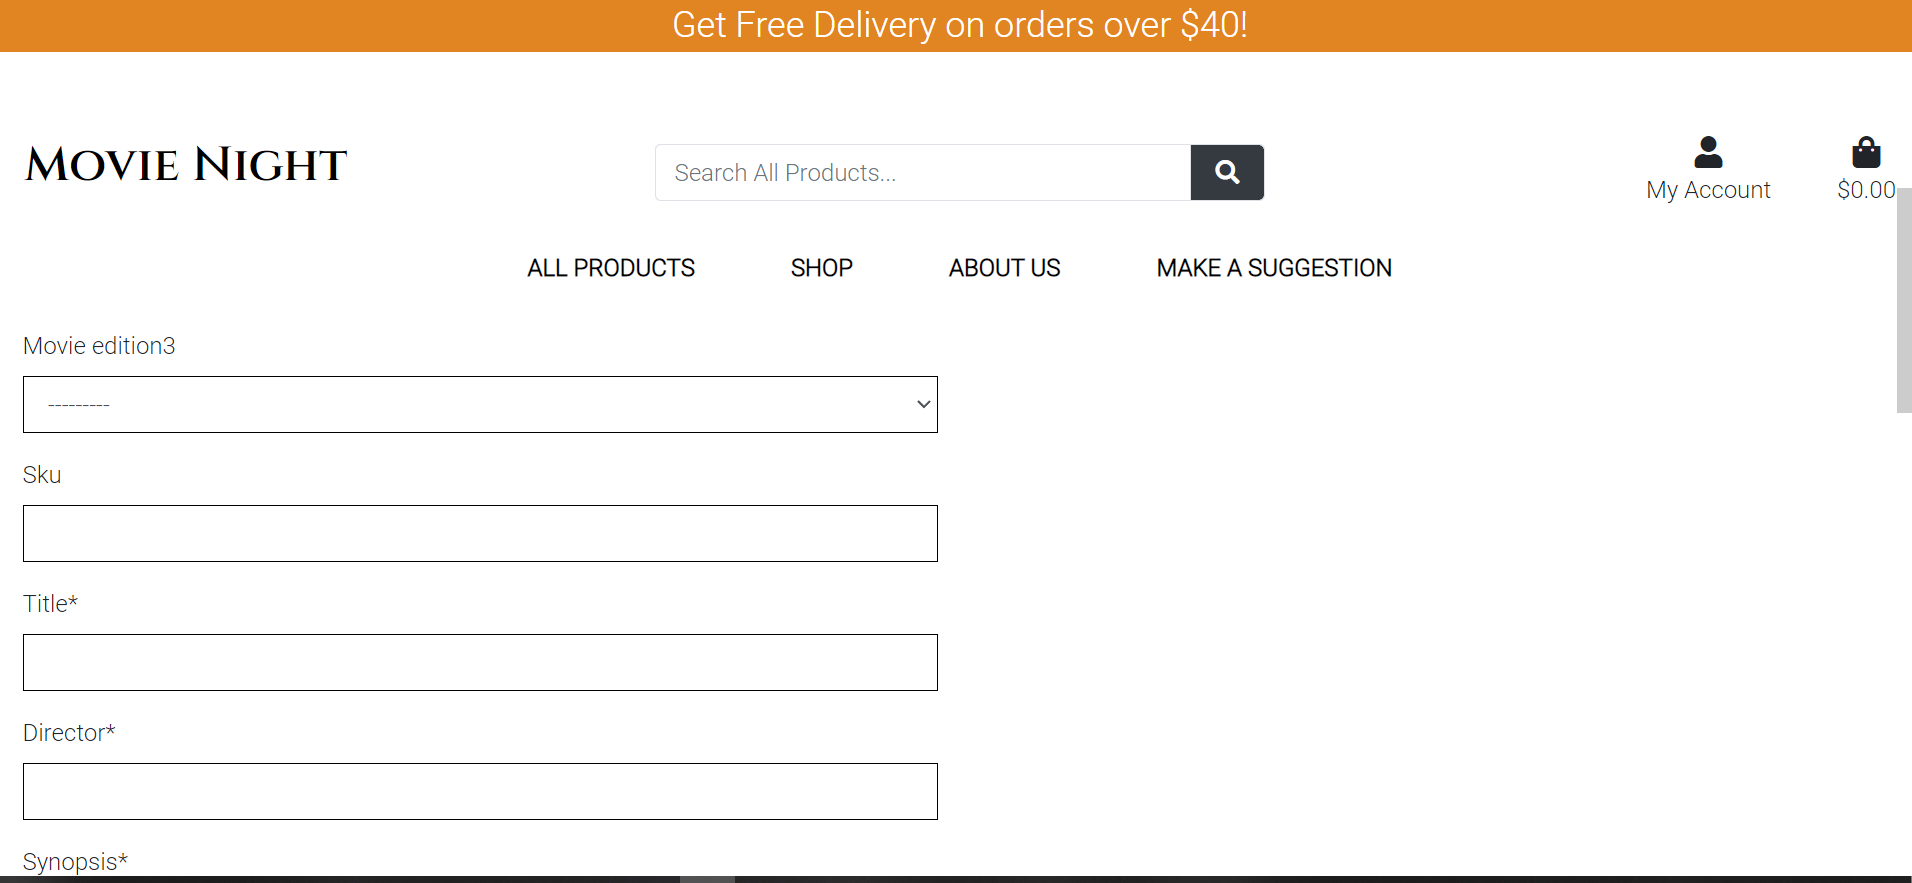 Get Free Delivery on orders over $40!
Movie Night
Search All Products...
My Account
$0.00
ALL PRODUCTS
SHOP
ABOUT US
MAKE A SUGGESTION
Movie edition3
---------
Sku
Title*
Director*
Synopsis*